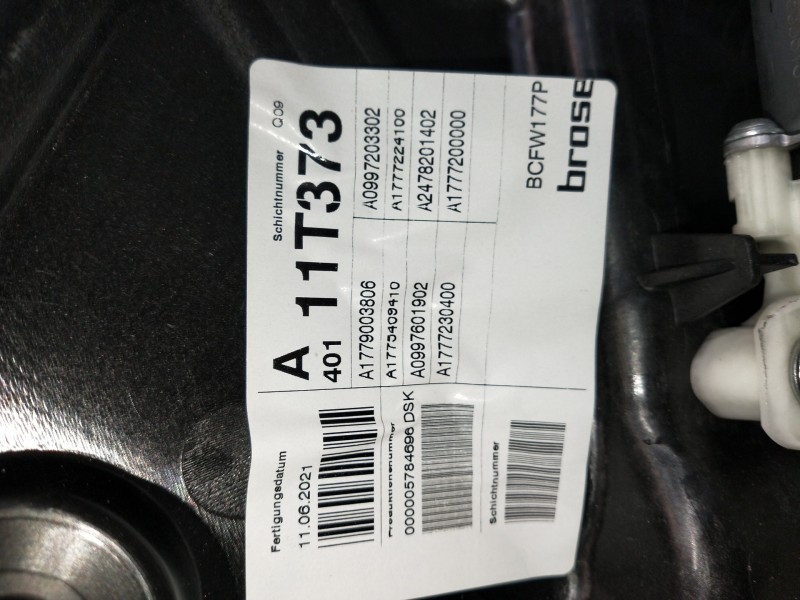 Schichtnummer Q09
A 11T373
401
A1779003806 A0997203302
A1775409410 A1777224100
A0997601902 A2478201402
A1777230400 A1777200000
BCFW177P
brose
Fertigungsdatum
11.06.2021
Produktionsnummer
000005784696 DSK
Schichtnummer